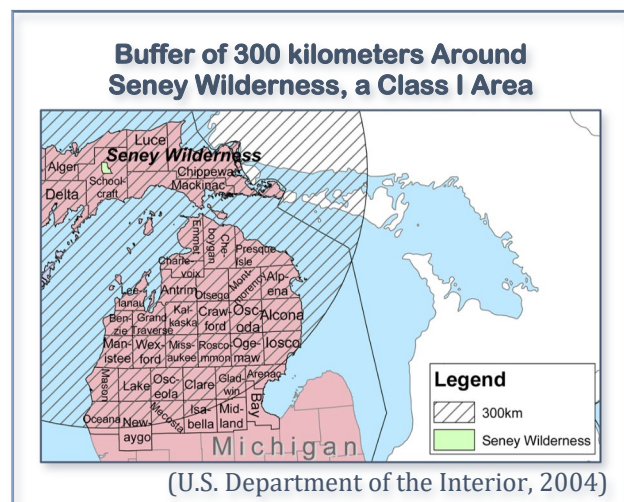 Buffer of 300 kilometers Around
Seney Wilderness, a Class I Area
Luce
Alger
Seney Wilderness
Chippewa
School-
craft
Mackinac
Delta
Emmet
Che
boygan
Presque
Isle
Charle-
voix
Lee-
lanau
Antrim
Otsego
Mont-
morency
Alp-
ena
Ben-
zie
Grand
Traverse
Kal-
kaska
Craw-
ford
Osc-
oda
Alcona
Man-
istee
Wex-
ford
Miss-
aukee
Rosco-
mmon
Oge-
maw
Iosco
Mason
Lake
Osc-
eola
Clare
Glad-
win
Arenac
Bay
Oceana
New-
aygo
Mecosta
Isa-
bella
Mid-
land
Michigan
Legend
300km
Seney Wilderness
(U.S. Department of the Interior, 2004)